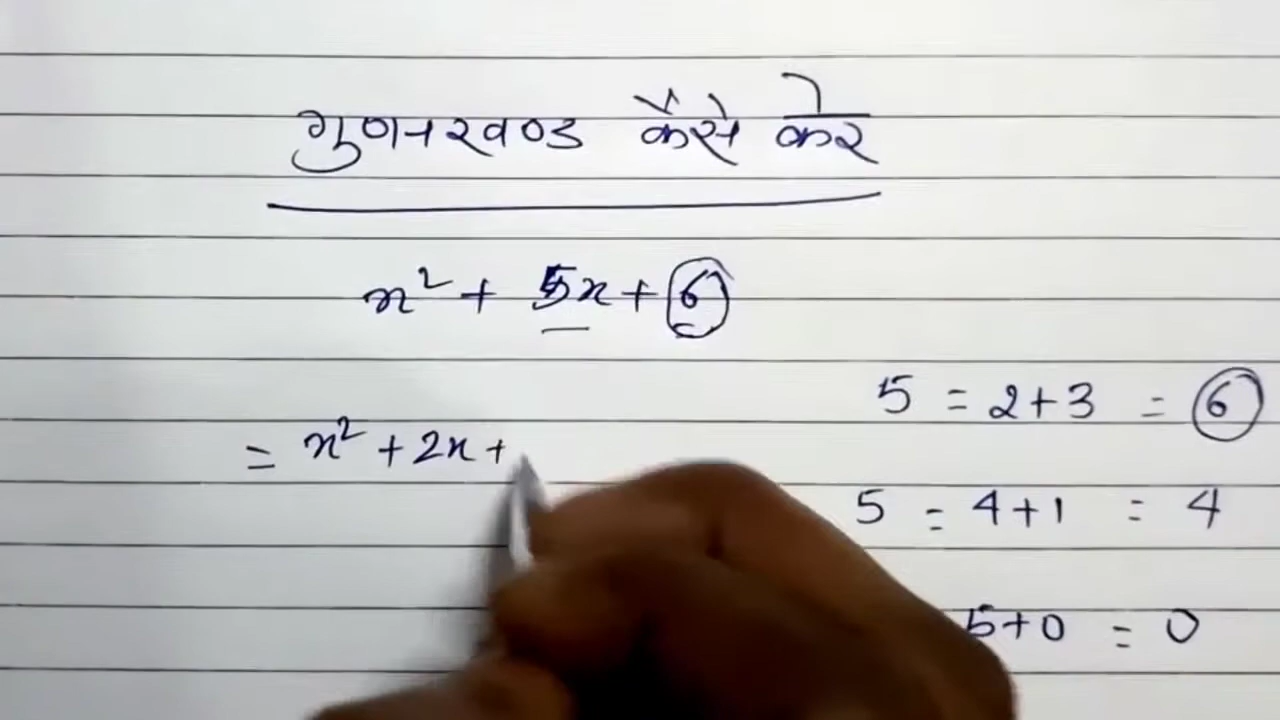 गुणनखण्ड कैसे करे
x² + 5x + 6
= x² + 2x +
5 = 2+3 = 6
5 = 4+1 = 4
5+0 = 0